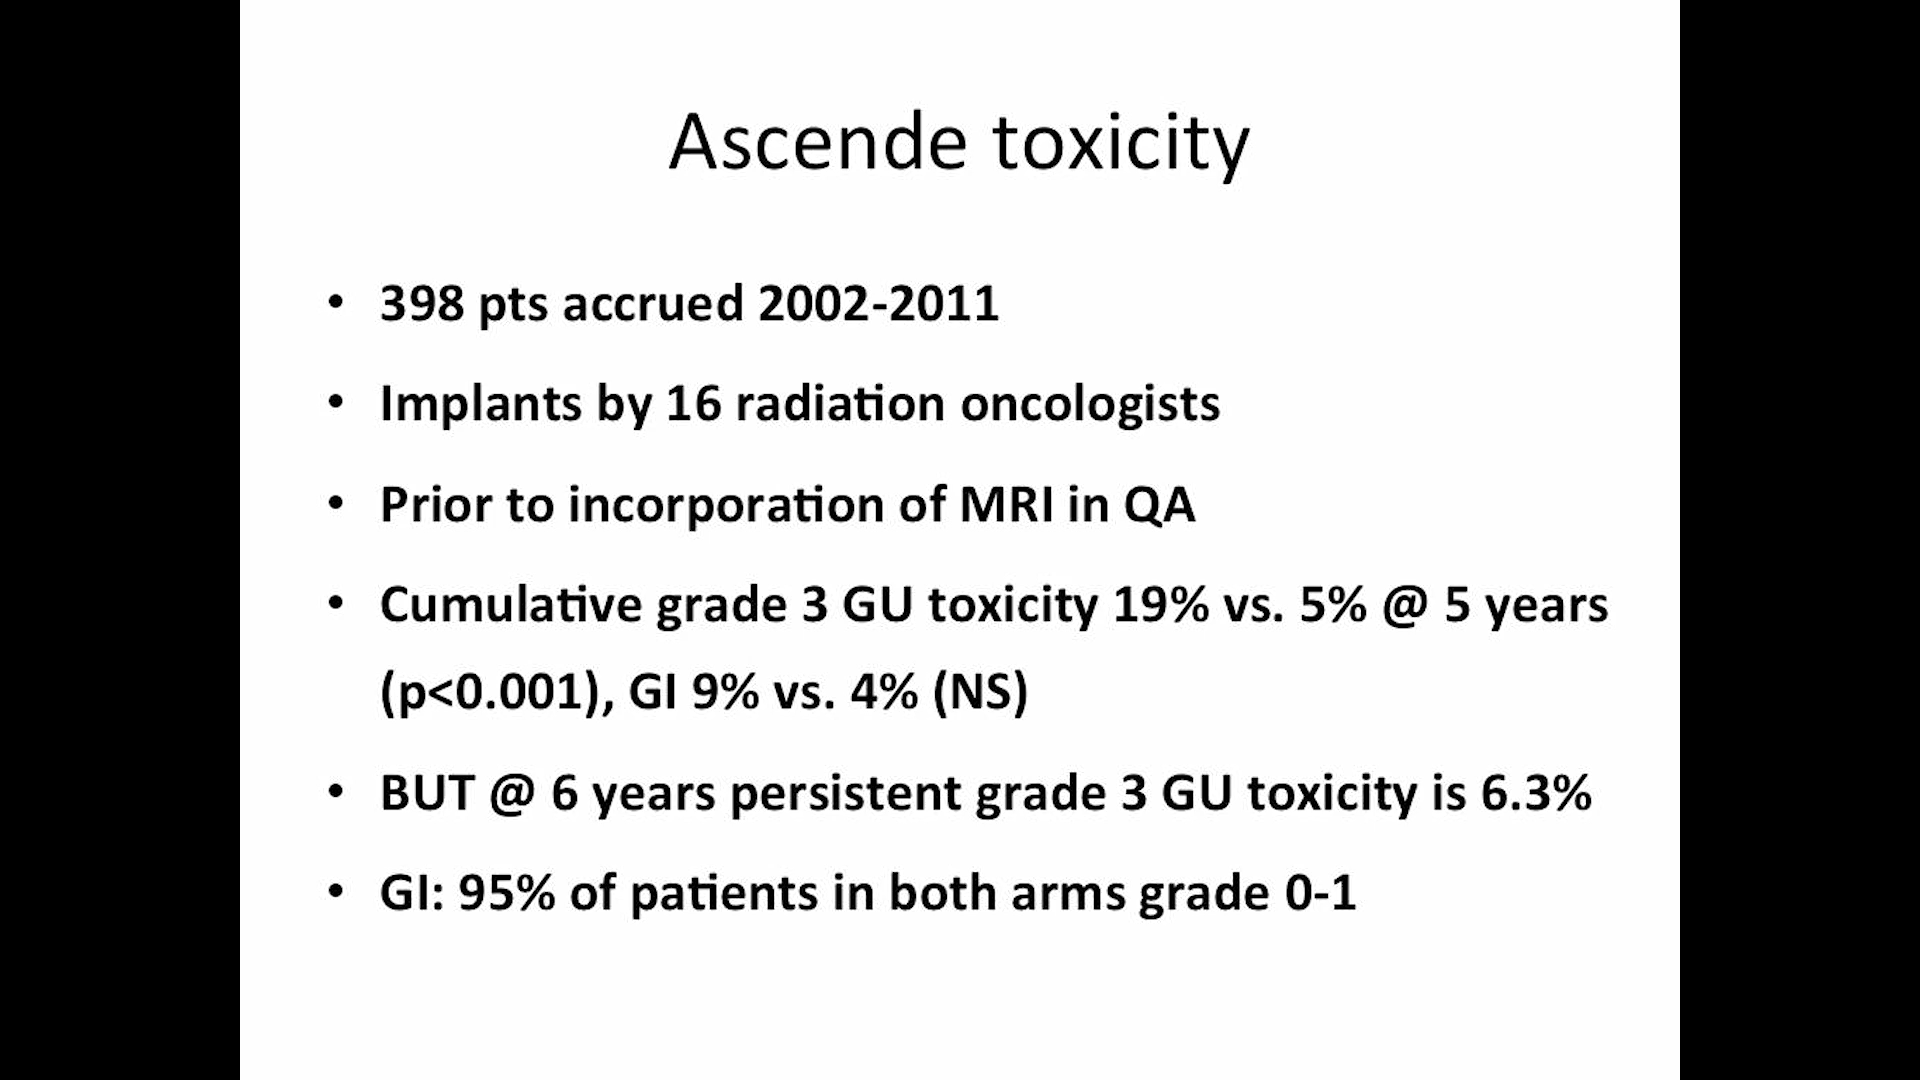 Ascende toxicity
• 398 pts accrued 2002-2011
• Implants by 16 radiation oncologists
• Prior to incorporation of MRI in QA
• Cumulative grade 3 GU toxicity 19% vs. 5% @ 5 years
(p<0.001), GI 9% vs. 4% (NS)
• BUT @ 6 years persistent grade 3 GU toxicity is 6.3%
• GI: 95% of patients in both arms grade 0-1